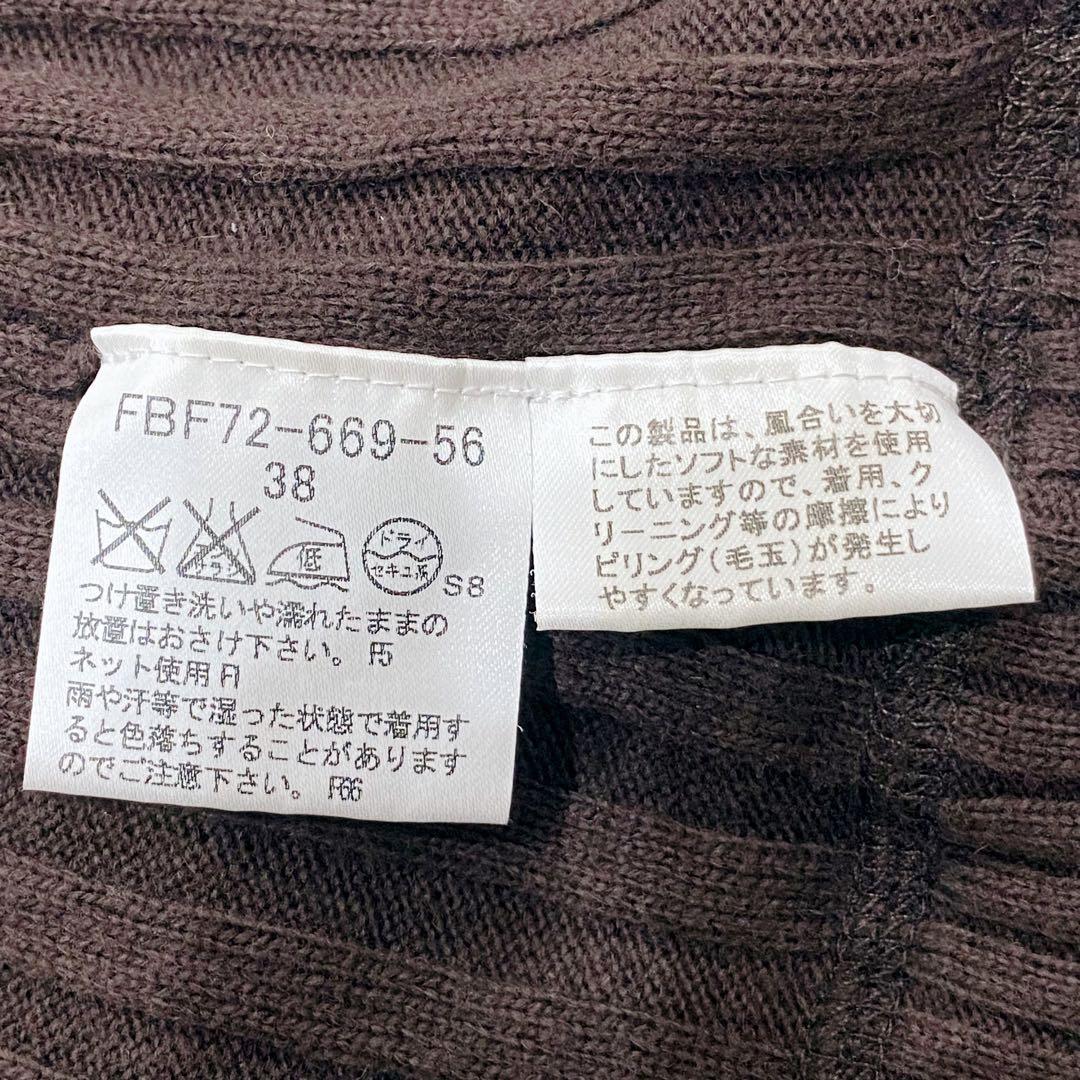 FBF72-669-56
38
エンソ
サラシ
低
ドライ
セキユ系
S8
つけ置き洗いや濡れたままの
放置はおさけ下さい。 F5
ネット使用 F1
雨や汗等で湿った状態で着用す
ると色落ちすることがあります
のでご注意下さい。 F66
この製品は、風合いを大切
にしたソフトな素材を使用
していますので、着用、ク
リーニング等の摩擦により
ピリング(毛玉)が発生し
やすくなっています。